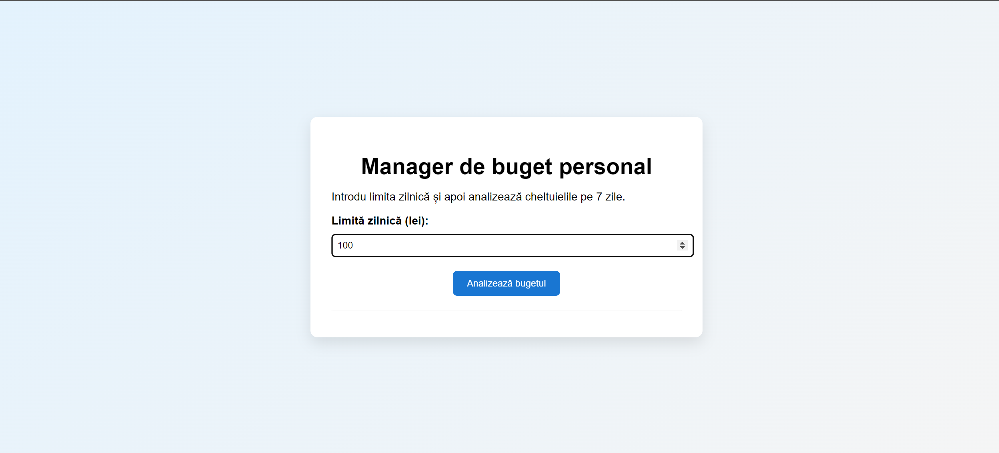 Manager de buget personal
Introdu limita zilnică și apoi analizează cheltuielile pe 7 zile.
Limită zilnică (lei):
100
Analizează bugetul